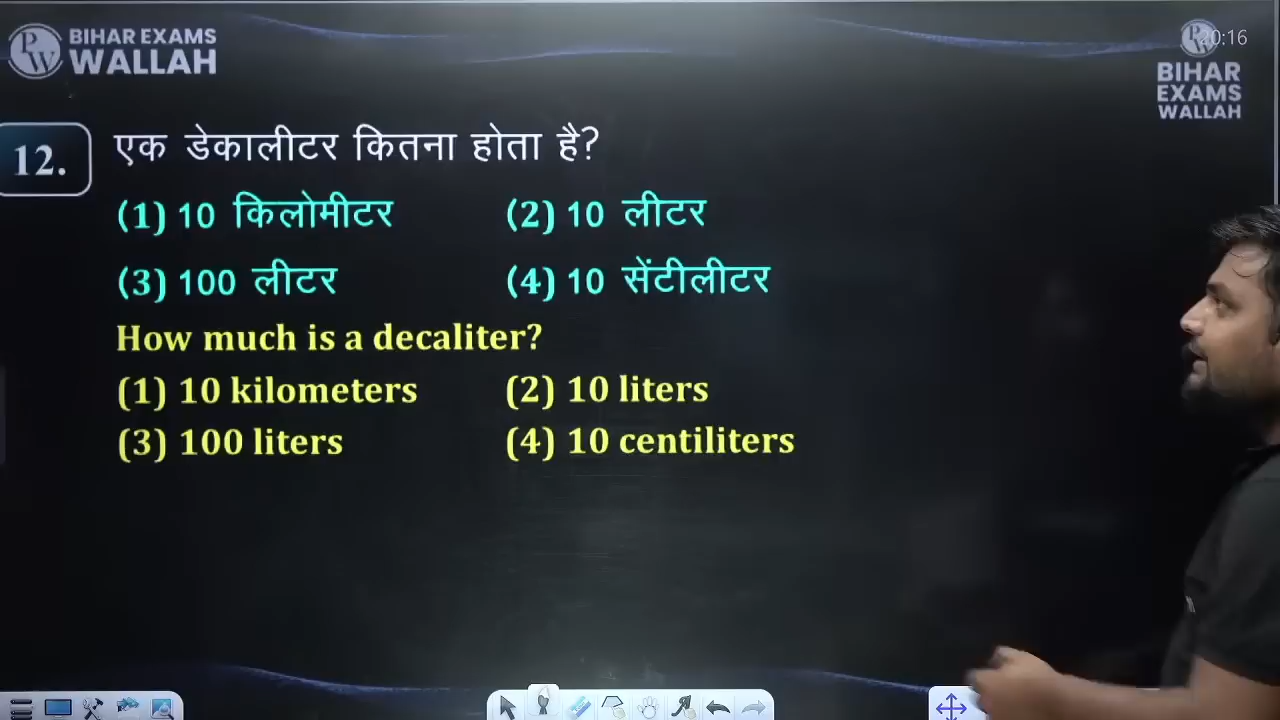 BIHAR EXAMS
WALLAH
20:16
BIHAR
EXAMS
WALLAH
12.
एक डेकालीटर कितना होता है?
(1) 10 किलोमीटर (2) 10 लीटर
(3) 100 लीटर (4) 10 सेंटीलीटर
How much is a decaliter?
(1) 10 kilometers (2) 10 liters
(3) 100 liters (4) 10 centiliters